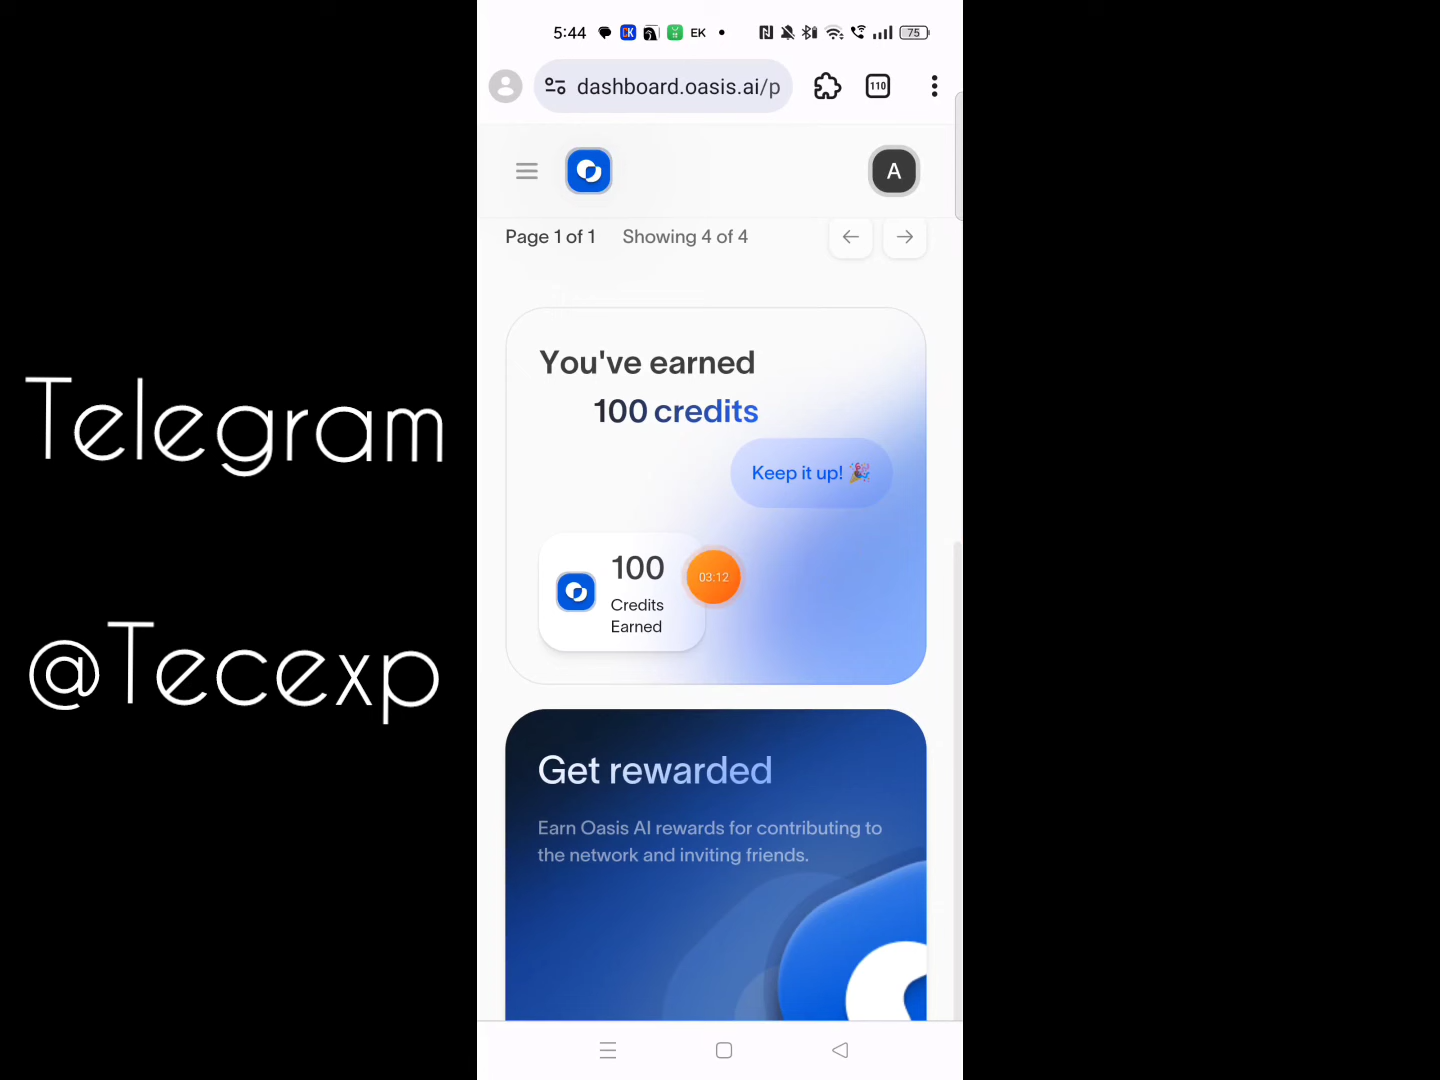 Telegram
@Tecexp
5:44 CK EK 75
dashboard.oasis.ai/p 110
A
Page 1 of 1 Showing 4 of 4
You've earned
100 credits
Keep it up! 🎉
100
Credits
Earned
03:12
Get rewarded
Earn Oasis AI rewards for contributing to
the network and inviting friends.